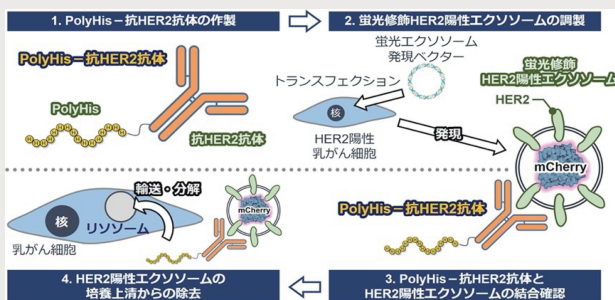 1. PolyHis－抗HER2抗体の作製
PolyHis－抗HER2抗体
PolyHis
抗HER2抗体
2. 蛍光修飾HER2陽性エクソソームの調製
蛍光エクソソーム
発現ベクター
トランスフェクション
核
HER2陽性
乳がん細胞
発現
蛍光修飾
HER2陽性エクソソーム
HER2
mCherry
PolyHis－抗HER2抗体
3. PolyHis－抗HER2抗体と
HER2陽性エクソソームの結合確認
輸送・分解
核
リソソーム
乳がん細胞
mCherry
4. HER2陽性エクソソームの
培養上清からの除去